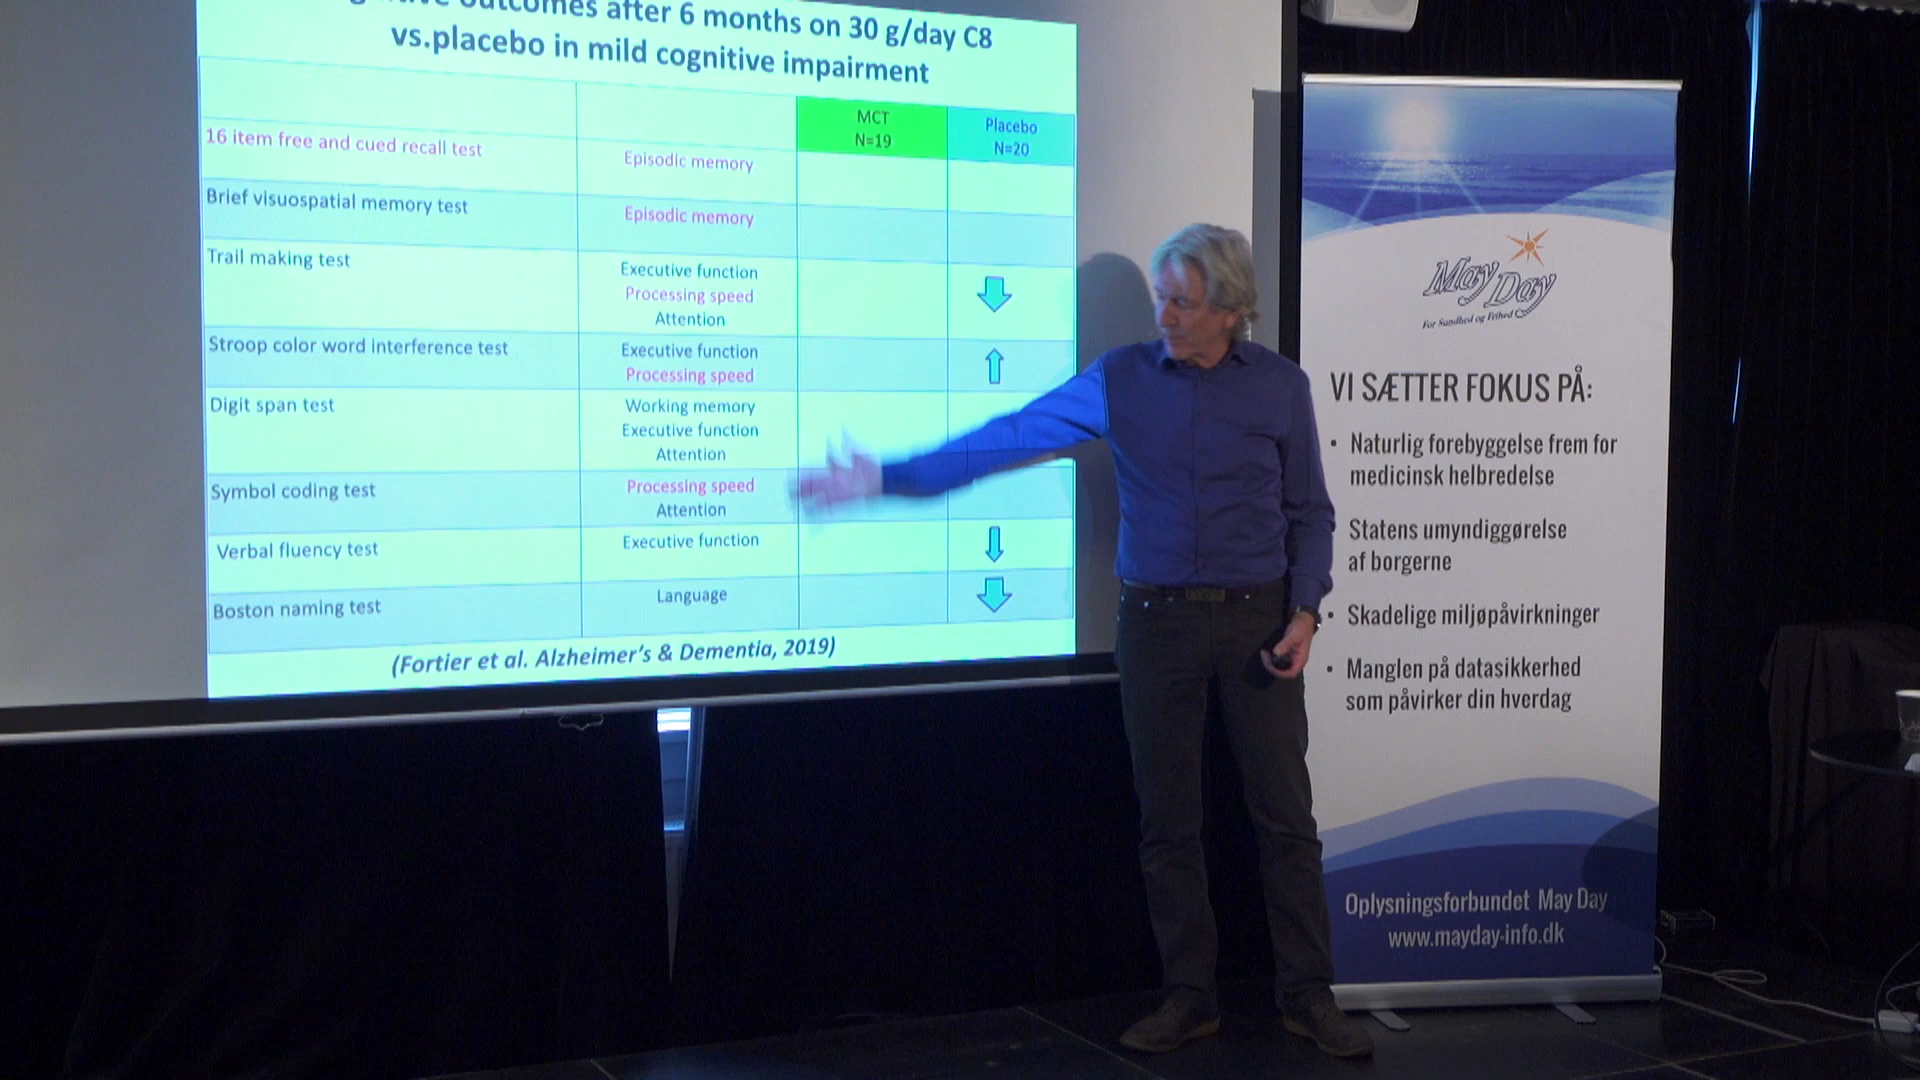 outcomes after 6 months on 30 g/day C8
vs.placebo in mild cognitive impairment
MCT
N=19
Placebo
N=20
16 item free and cued recall test
Episodic memory
Brief visuospatial memory test
Episodic memory
Trail making test
Executive function
Processing speed
Attention
Stroop color word interference test
Executive function
Processing speed
Digit span test
Working memory
Executive function
Attention
Symbol coding test
Processing speed
Attention
Verbal fluency test
Executive function
Boston naming test
Language
(Fortier et al. Alzheimer's & Dementia, 2019)
May Day
For Sundhed og Frihed
VI SÆTTER FOKUS PÅ:
• Naturlig forebyggelse frem for
medicinsk helbredelse
Statens umyndiggørelse
af borgerne
• Skadelige miljøpåvirkninger
• Manglen på datasikkerhed
som påvirker din hverdag
Oplysningsforbundet May Day
www.mayday-info.dk